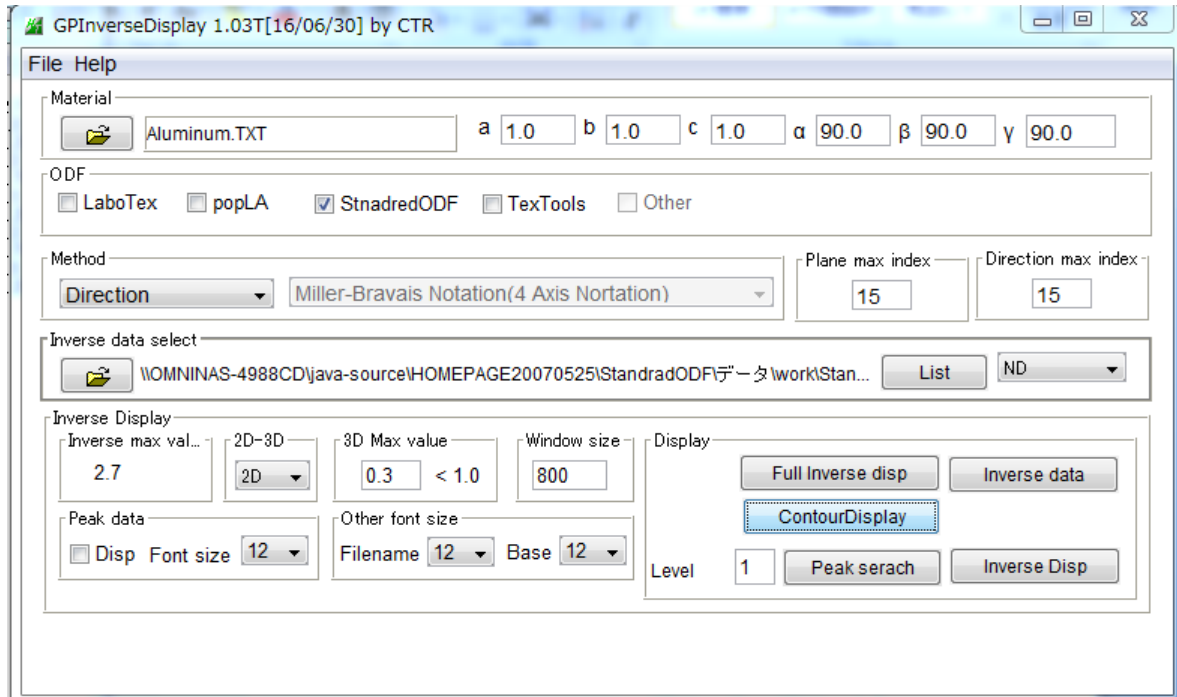 GPInverseDisplay 1.03T[16/06/30] by CTR
File Help
Material
Aluminum.TXT a 1.0 b 1.0 c 1.0 α 90.0 β 90.0 γ 90.0
ODF
LaboTex popLA StnadredODF TexTools Other
Method Plane max index Direction max index
Direction Miller-Bravais Notation(4 Axis Nortation) 15 15
Inverse data select
\\OMNINAS-4988CD\java-source\HOMEPAGE20070525\StandradODF\データ\work\Stan... List ND
Inverse Display
Inverse max val... 2D-3D 3D Max value Window size Display
2.7 2D 0.3 < 1.0 800 Full Inverse disp Inverse data
ContourDisplay
Peak data Other font size
Disp Font size 12 Filename 12 Base 12
Level 1 Peak serach Inverse Disp